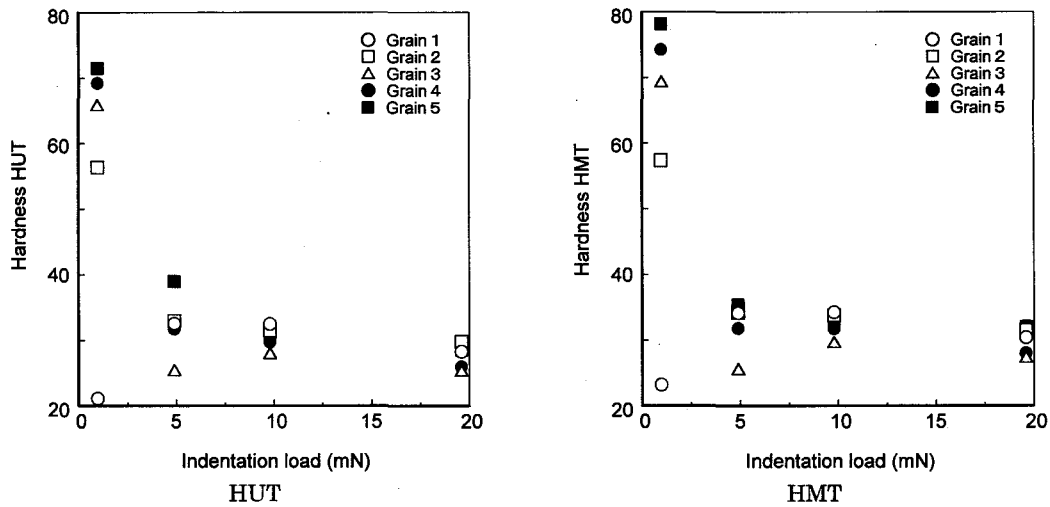 80
60
40
20
0
5
10
15
20
Hardness HUT
Indentation load (mN)
Grain 1
Grain 2
Grain 3
Grain 4
Grain 5
HUT
80
60
40
20
0
5
10
15
20
Hardness HMT
Indentation load (mN)
Grain 1
Grain 2
Grain 3
Grain 4
Grain 5
HMT